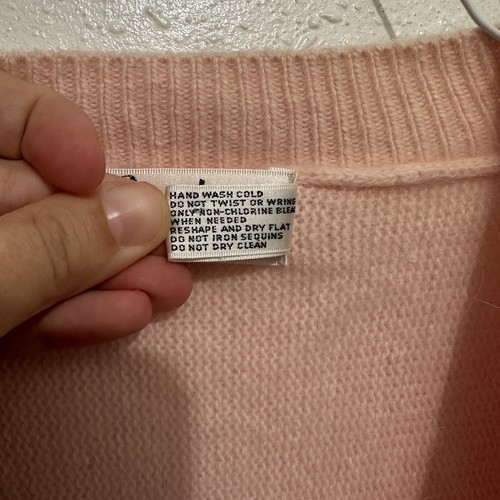 HAND WASH COLD
DO NOT TWIST OR WRING
ONLY NON-CHLORINE BLEA
WHEN NEEDED
RESHAPE AND DRY FLAT
DO NOT IRON SEQUINS
DO NOT DRY CLEAN